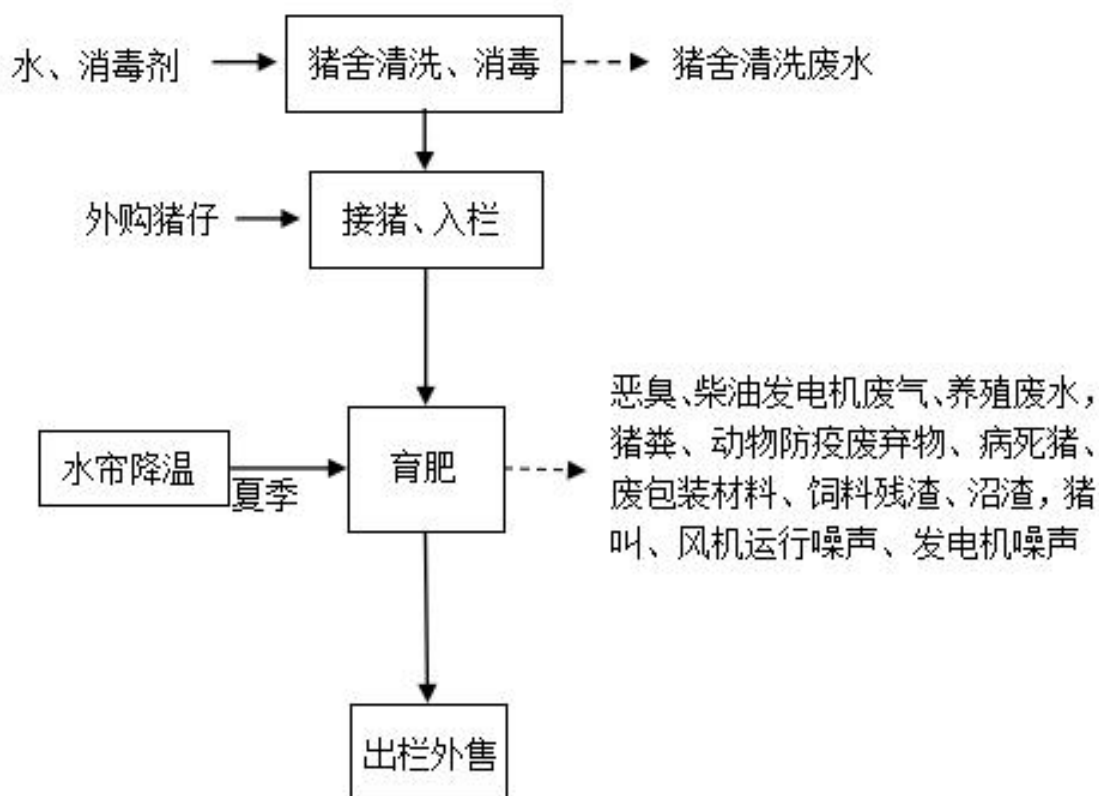 水、消毒剂
猪舍清洗、消毒
猪舍清洗废水
外购猪仔
接猪、入栏
恶臭、柴油发电机废气、养殖废水，
猪粪、动物防疫废弃物、病死猪、
废包装材料、饲料残渣、沼渣，猪
叫、风机运行噪声、发电机噪声
水帘降温
夏季
育肥
出栏外售